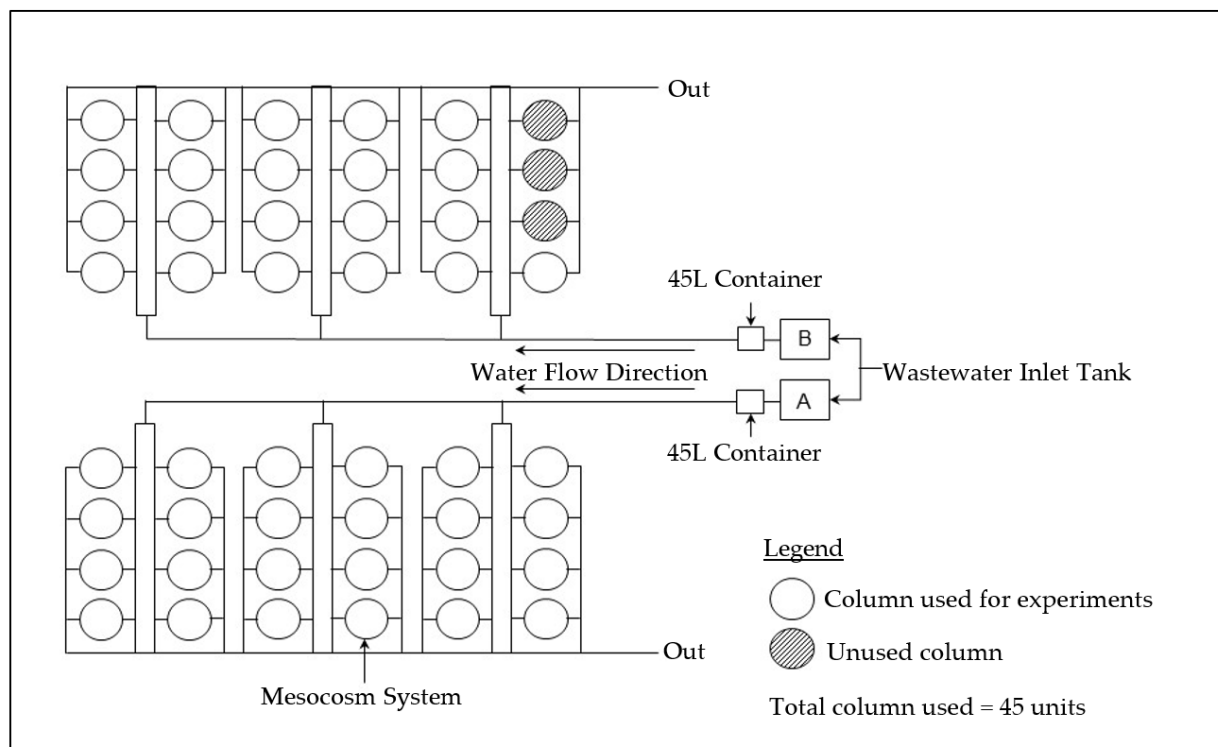 Out
45L Container
B
Water Flow Direction
Wastewater Inlet Tank
A
45L Container
Out
Mesocosm System
Legend
Column used for experiments
Unused column
Total column used = 45 units